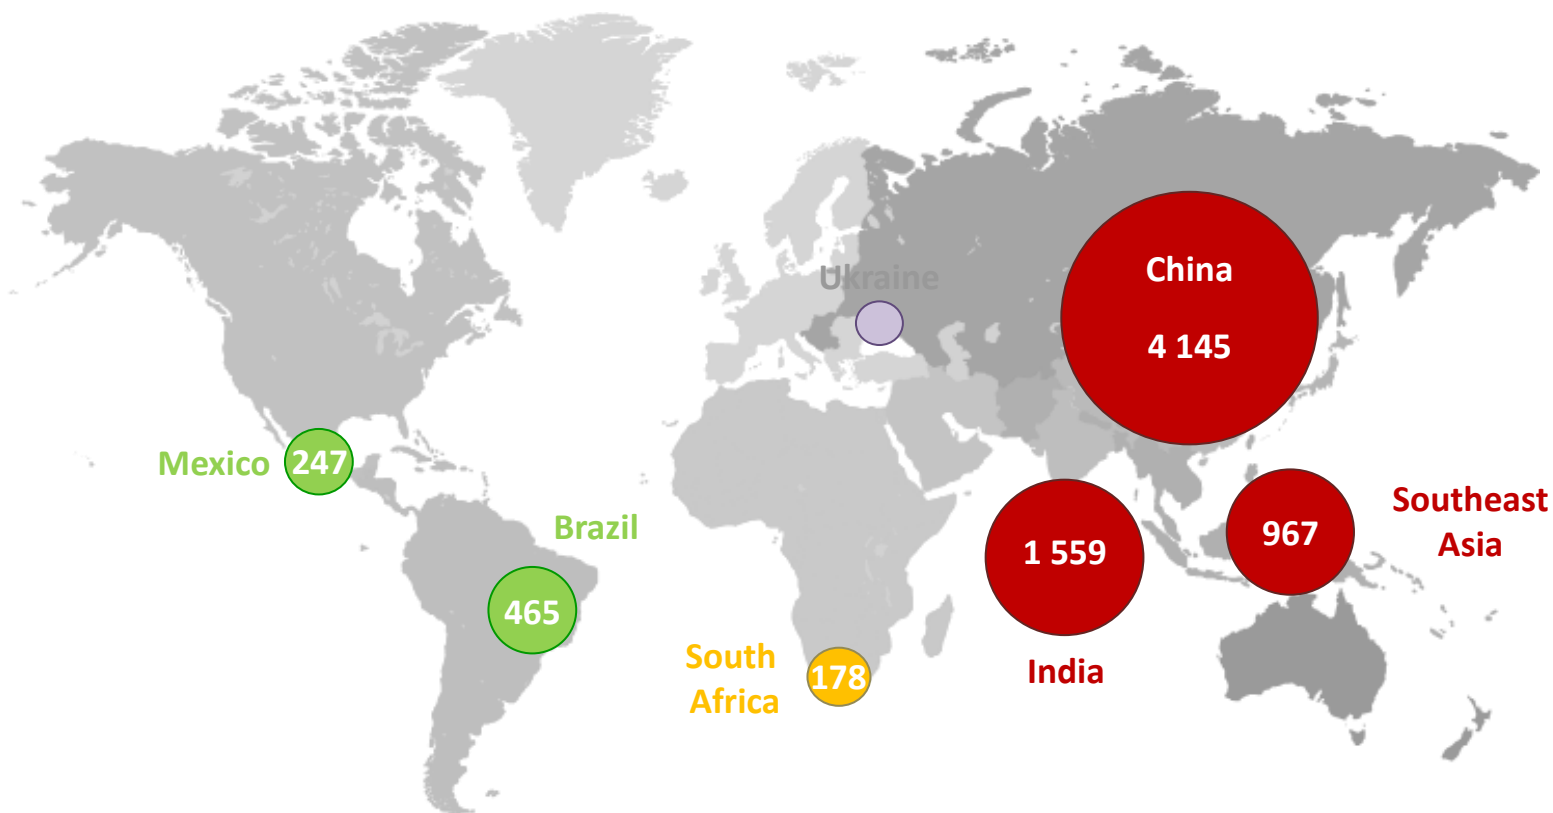 Ukraine
China
4 145
Mexico
247
Brazil
465
South
Africa
178
1 559
India
967
Southeast
Asia